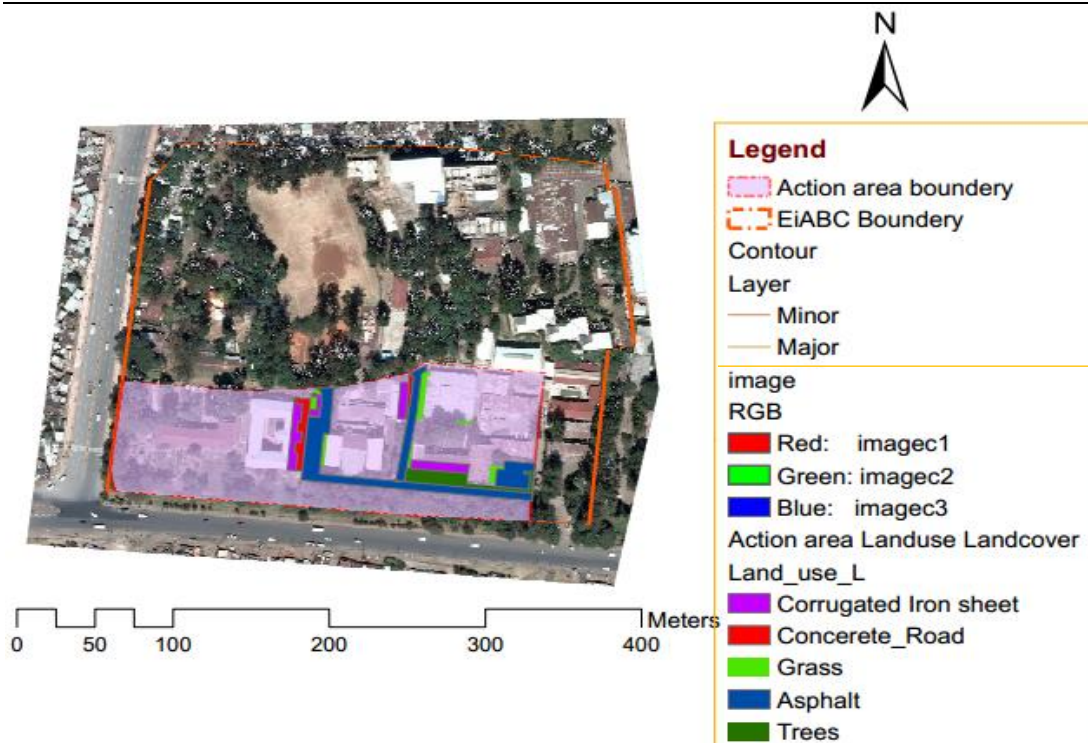 N
Legend
Action area boundery
EiABC Boundery
Contour
Layer
Minor
Major
image
RGB
Red: imagec1
Green: imagec2
Blue: imagec3
Action area Landuse Landcover
Land_use_L
Corrugated Iron sheet
Concerete_Road
Grass
Asphalt
Trees
Meters
0 50 100 200 300 400